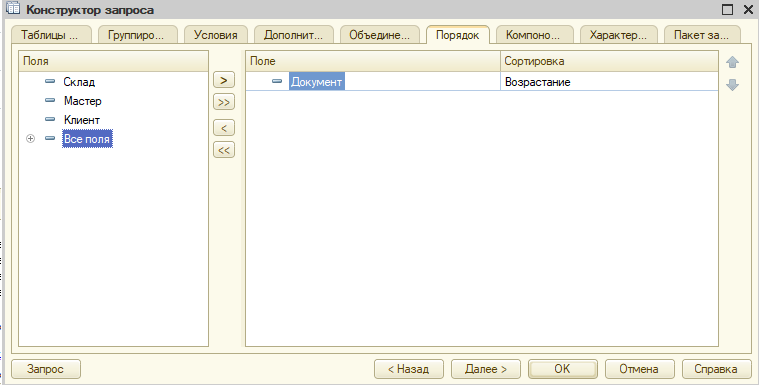 Конструктор запроса
Таблицы ... Группиро... Условия Дополнит... Объедине... Порядок Компоно... Характер... Пакет за...
Поля
Склад
Мастер
Клиент
Все поля
>
>>
<
<<
Поле Сортировка
Документ Возрастание
Запрос < Назад Далее > ОК Отмена Справка